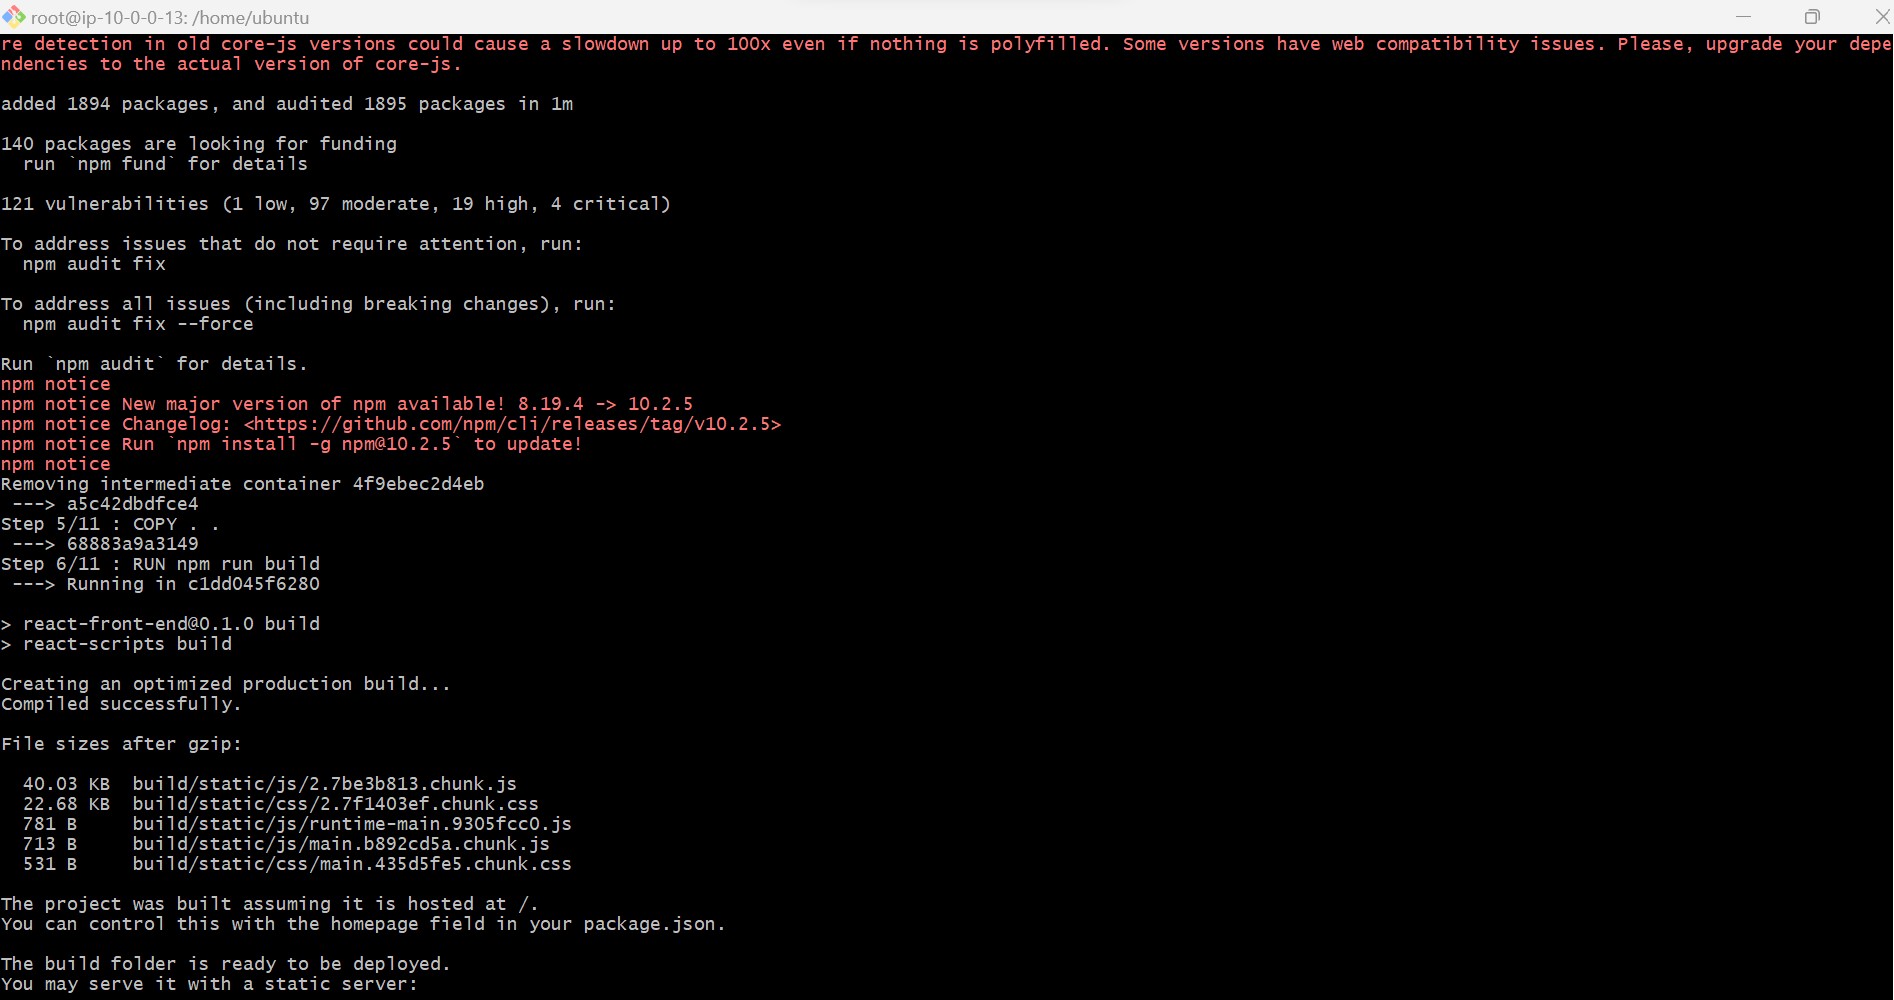 root@ip-10-0-0-13: /home/ubuntu
re detection in old core-js versions could cause a slowdown up to 100x even if nothing is polyfilled. Some versions have web compatibility issues. Please, upgrade your depe
ndencies to the actual version of core-js.
added 1894 packages, and audited 1895 packages in 1m
140 packages are looking for funding
  run `npm fund` for details
121 vulnerabilities (1 low, 97 moderate, 19 high, 4 critical)
To address issues that do not require attention, run:
  npm audit fix
To address all issues (including breaking changes), run:
  npm audit fix --force
Run `npm audit` for details.
npm notice
npm notice New major version of npm available! 8.19.4 -> 10.2.5
npm notice Changelog: <https://github.com/npm/cli/releases/tag/v10.2.5>
npm notice Run `npm install -g npm@10.2.5` to update!
npm notice
Removing intermediate container 4f9ebec2d4eb
 ---> a5c42dbdfce4
Step 5/11 : COPY . .
 ---> 68883a9a3149
Step 6/11 : RUN npm run build
 ---> Running in c1dd045f6280
> react-front-end@0.1.0 build
> react-scripts build
Creating an optimized production build...
Compiled successfully.
File sizes after gzip:
  40.03 KB  build/static/js/2.7be3b813.chunk.js
  22.68 KB  build/static/css/2.7f1403ef.chunk.css
  781 B     build/static/js/runtime-main.9305fcc0.js
  713 B     build/static/js/main.b892cd5a.chunk.js
  531 B     build/static/css/main.435d5fe5.chunk.css
The project was built assuming it is hosted at /.
You can control this with the homepage field in your package.json.
The build folder is ready to be deployed.
You may serve it with a static server: